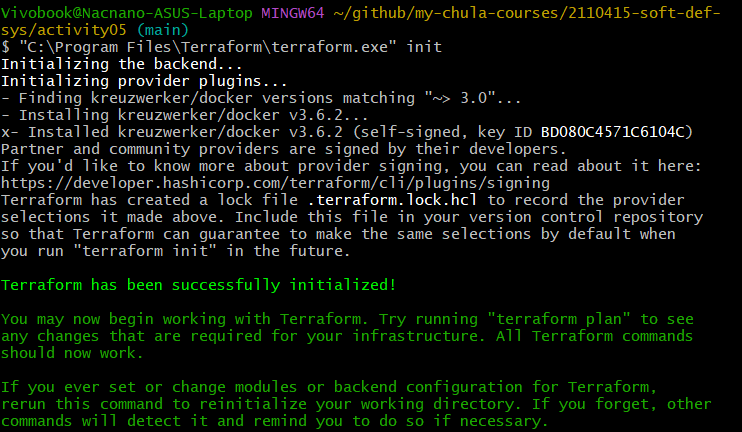 Vivobook@Nacnano-ASUS-Laptop MINGW64 ~/github/my-chula-courses/2110415-soft-def-
sys/activity05 (main)
$ "C:\Program Files\Terraform\terraform.exe" init
Initializing the backend...
Initializing provider plugins...
- Finding kreuzwerker/docker versions matching "~> 3.0"...
- Installing kreuzwerker/docker v3.6.2...
x- Installed kreuzwerker/docker v3.6.2 (self-signed, key ID BD080C4571C6104C)
Partner and community providers are signed by their developers.
If you'd like to know more about provider signing, you can read about it here:
https://developer.hashicorp.com/terraform/cli/plugins/signing
Terraform has created a lock file .terraform.lock.hcl to record the provider
selections it made above. Include this file in your version control repository
so that Terraform can guarantee to make the same selections by default when
you run "terraform init" in the future.
Terraform has been successfully initialized!
You may now begin working with Terraform. Try running "terraform plan" to see
any changes that are required for your infrastructure. All Terraform commands
should now work.
If you ever set or change modules or backend configuration for Terraform,
rerun this command to reinitialize your working directory. If you forget, other
commands will detect it and remind you to do so if necessary.